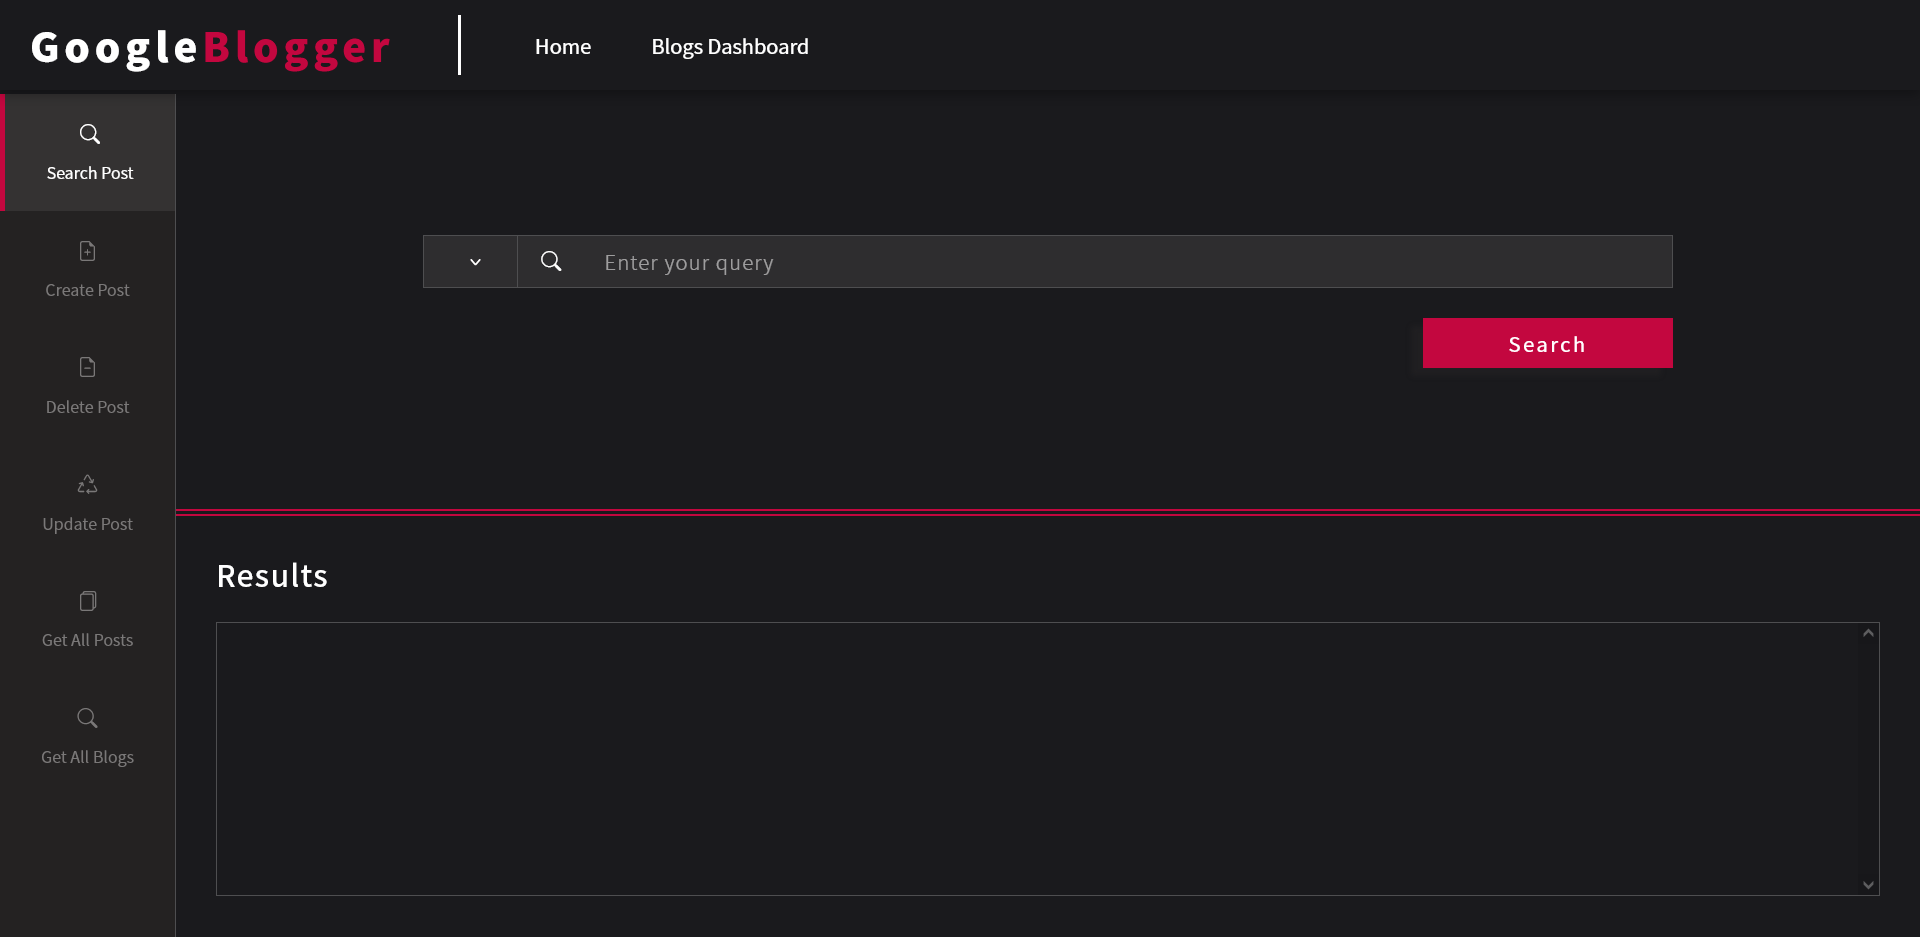 GoogleBlogger
Home
Blogs Dashboard
Search Post
Create Post
Delete Post
Update Post
Get All Posts
Get All Blogs
Enter your query
Search
Results